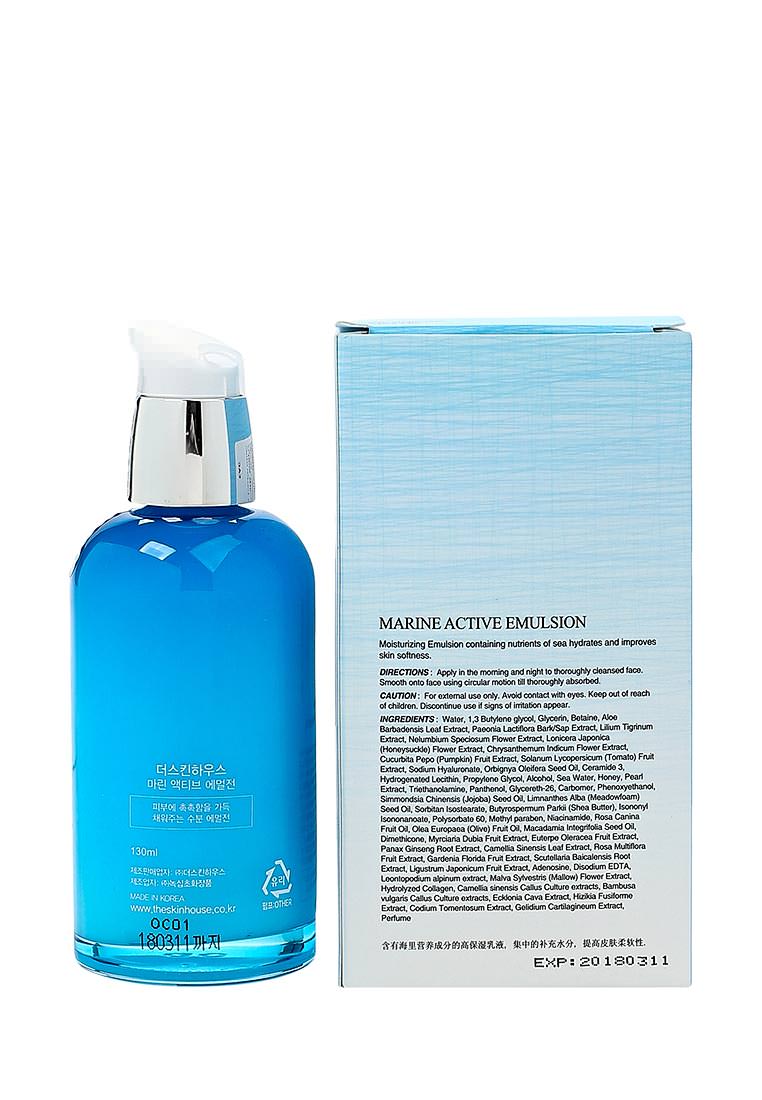 더스킨하우스
마린 액티브 에멀전
피부에 촉촉함을 가득
채워주는 수분 에멀전
130ml
제조판매업자: ㈜더스킨하우스
제조업자: ㈜녹십초화장품
MADE IN KOREA
www.theskinhouse.co,kr
유리
펌프:OTHER
OC01
180311까지
MARINE ACTIVE EMULSION
Moisturizing Emulsion containing nutrients of sea hydrates and improves
skin softness.
DIRECTIONS : Apply in the morning and night to thoroughly cleansed face.
Smooth onto face using circular motion till thoroughly absorbed.
CAUTION : For external use only. Avoid contact with eyes. Keep out of reach
of children. Discontinue use if signs of irritation appear.
INGREDIENTS : Water, 1,3 Butylene glycol, Glycerin, Betaine, Aloe
Barbadensis Leaf Extract, Paeonia Lactiflora Bark/Sap Extract, Lilium Tigrinum
Extract, Nelumbium Speciosum Flower Extract, Lonicera Japonica
(Honeysuckle) Flower Extract, Chrysanthemum Indicum Flower Extract,
Cucurbita Pepo (Pumpkin) Fruit Extract, Solanum Lycopersicum (Tomato) Fruit
Extract, Sodium Hyaluronate, Orbignya Oleifera Seed Oil, Ceramide 3,
Hydrogenated Lecithin, Propylene Glycol, Alcohol, Sea Water, Honey, Pearl
Extract, Triethanolamine, Panthenol, Glycereth-26, Carbomer, Phenoxyethanol,
Simmondsia Chinensis (Jojoba) Seed Oil, Limnanthes Alba (Meadowfoam)
Seed Oil, Sorbitan Isostearate, Butyrospermum Parkii (Shea Butter), Isononyl
Isononanoate, Polysorbate 60, Methyl paraben, Niacinamide, Rosa Canina
Fruit Oil, Olea Europaea (Olive) Fruit Oil, Macadamia Integrifolia Seed Oil,
Dimethicone, Myrciaria Dubia Fruit Extract, Euterpe Oleracea Fruit Extract,
Panax Ginseng Root Extract, Camellia Sinensis Leaf Extract, Rosa Multiflora
Fruit Extract, Gardenia Florida Fruit Extract, Scutellaria Baicalensis Root
Extract, Ligustrum Japonicum Fruit Extract, Adenosine, Disodium EDTA,
Leontopodium alpinum extract, Malva Sylvestris (Mallow) Flower Extract,
Hydrolyzed Collagen, Camellia sinensis Callus Culture extracts, Bambusa
vulgaris Callus Culture extracts, Ecklonia Cava Extract, Hizikia Fusiforme
Extract, Codium Tomentosum Extract, Gelidium Cartilagineum Extract,
Perfume
含有海里营养成分的高保湿乳液，集中的补充水分，提高皮肤柔软性.
EXP:20180311